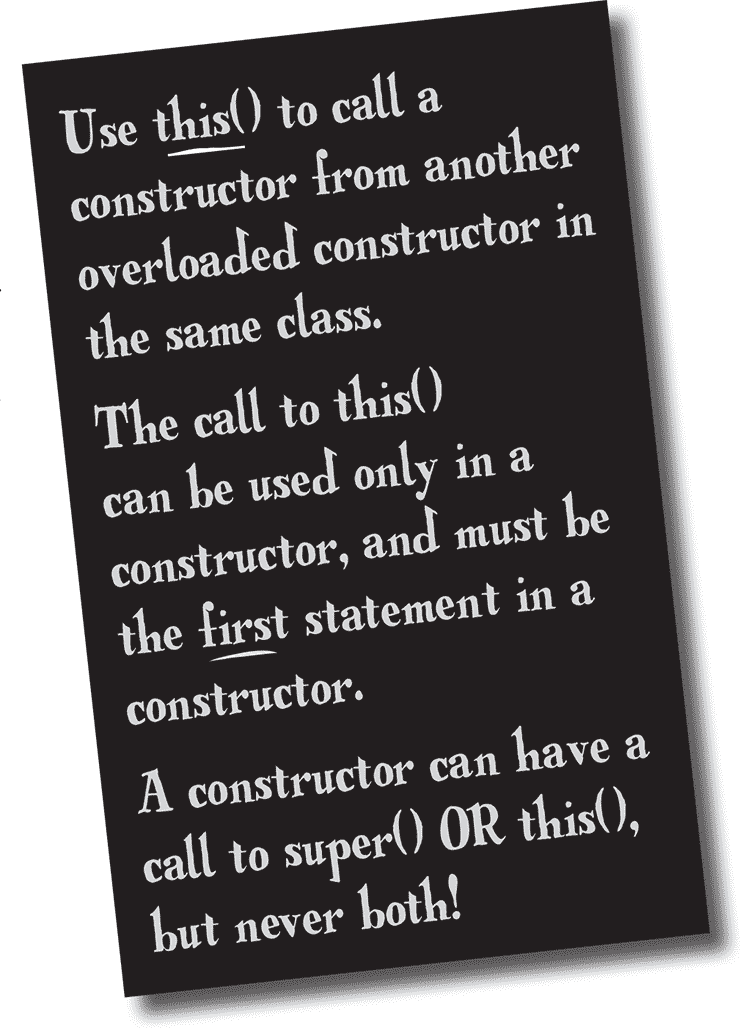 Use this() to call a
constructor from another
overloaded constructor in
the same class.
The call to this()
can be used only in a
constructor, and must be
the first statement in a
constructor.
A constructor can have a
call to super() OR this(),
but never both!